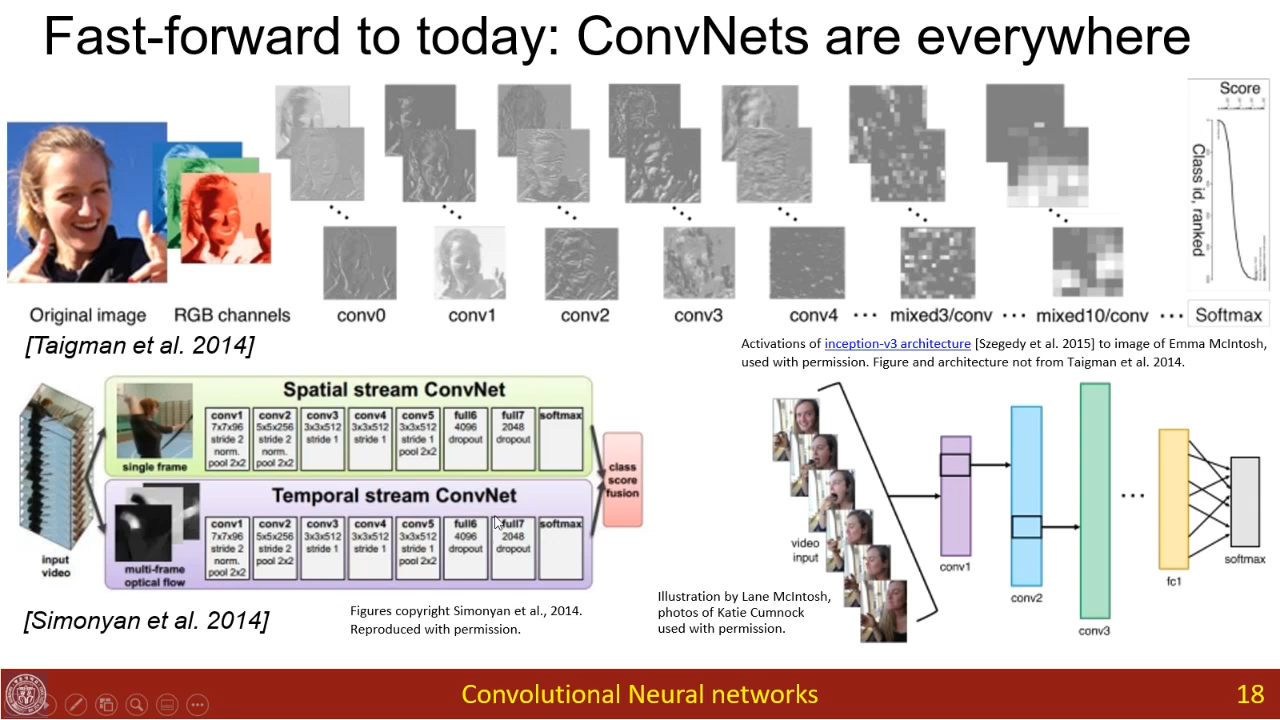 Fast-forward to today: ConvNets are everywhere
Score
Class id, ranked
Original image
RGB channels
conv0
conv1
conv2
conv3
conv4
...
mixed3/conv
...
mixed10/conv
...
Softmax
[Taigman et al. 2014]
Activations of inception-v3 architecture [Szegedy et al. 2015] to image of Emma McIntosh,
used with permission. Figure and architecture not from Taigman et al. 2014.
Spatial stream ConvNet
conv1
7x7x96
stride 2
norm.
pool 2x2
conv2
5x5x256
stride 2
norm.
pool 2x2
conv3
3x3x512
stride 1
conv4
3x3x512
stride 1
conv5
3x3x512
stride 1
pool 2x2
full6
4096
dropout
full7
2048
dropout
softmax
single frame
Temporal stream ConvNet
conv1
7x7x96
stride 2
norm.
pool 2x2
conv2
5x5x256
stride 2
pool 2x2
conv3
3x3x512
stride 1
conv4
3x3x512
stride 1
conv5
3x3x512
stride 1
pool 2x2
full6
4096
dropout
full7
2048
dropout
softmax
multi-frame
optical flow
input
video
class
score
fusion
[Simonyan et al. 2014]
Figures copyright Simonyan et al., 2014.
Reproduced with permission.
video
input
conv1
conv2
conv3
...
fc1
softmax
Illustration by Lane McIntosh,
photos of Katie Cumnock
used with permission.
Convolutional Neural networks
18